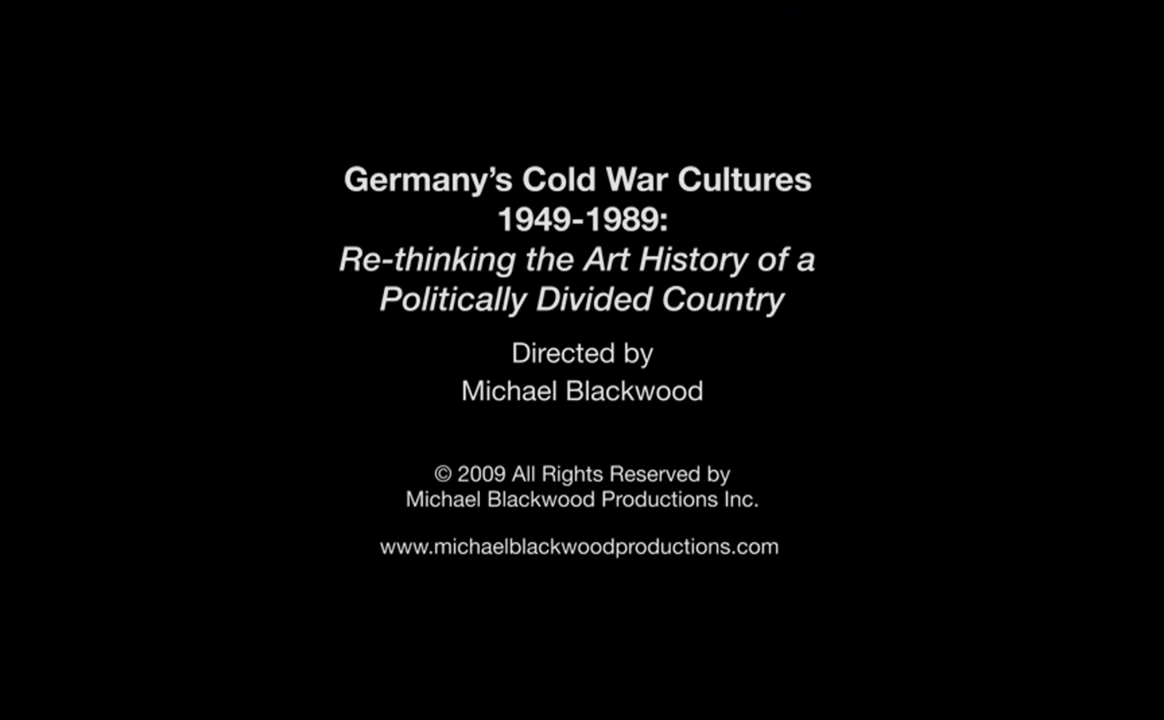 Germany’s Cold War Cultures
1949-1989:
Re-thinking the Art History of a
Politically Divided Country
Directed by
Michael Blackwood
© 2009 All Rights Reserved by
Michael Blackwood Productions Inc.
www.michaelblackwoodproductions.com